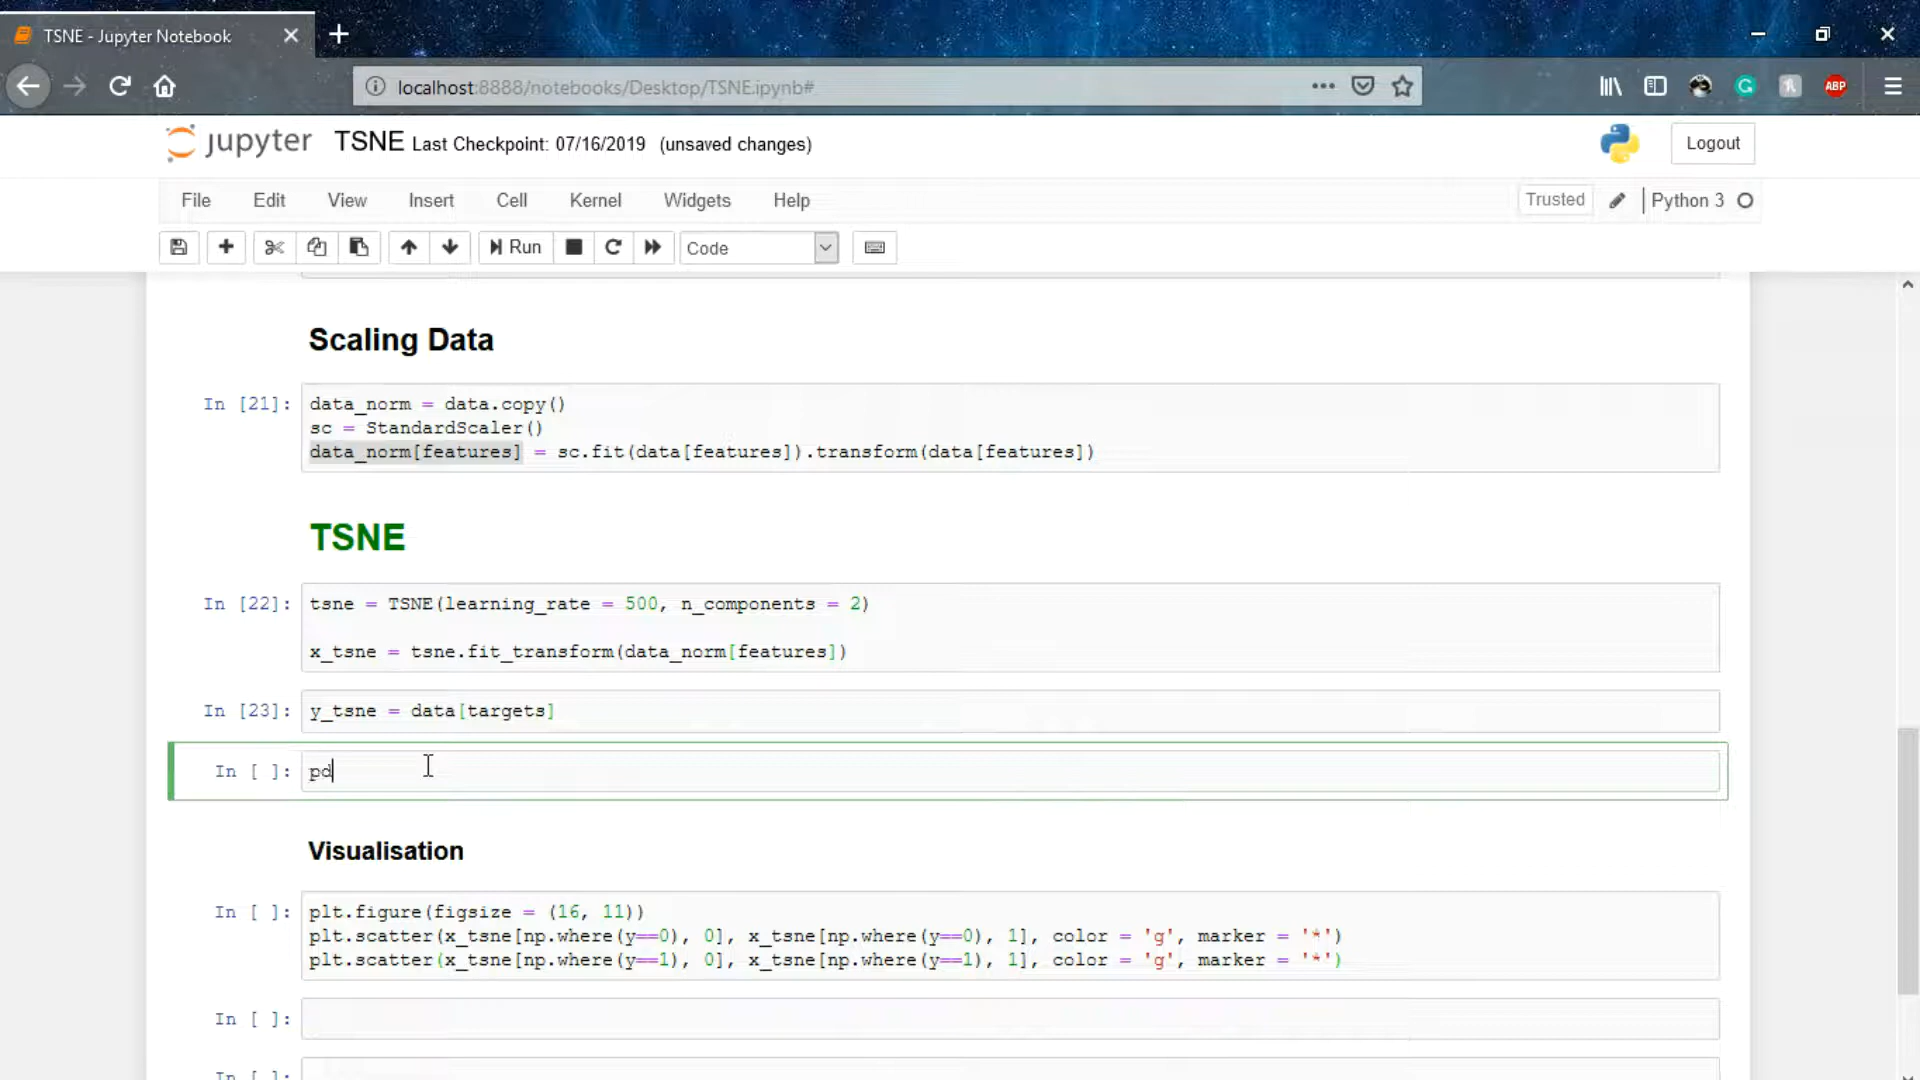 TSNE - Jupyter Notebook
localhost:8888/notebooks/Desktop/TSNE.ipynb#
ABP
jupyter TSNE Last Checkpoint: 07/16/2019 (unsaved changes)
Logout
File Edit View Insert Cell Kernel Widgets Help
Trusted Python 3
Run Code
Scaling Data
In [21]: data_norm = data.copy()
sc = StandardScaler()
data_norm[features] = sc.fit(data[features]).transform(data[features])
TSNE
In [22]: tsne = TSNE(learning_rate = 500, n_components = 2)
x_tsne = tsne.fit_transform(data_norm[features])
In [23]: y_tsne = data[targets]
In [ ]: pd
Visualisation
In [ ]: plt.figure(figsize = (16, 11))
plt.scatter(x_tsne[np.where(y==0), 0], x_tsne[np.where(y==0), 1], color = 'g', marker = '*')
plt.scatter(x_tsne[np.where(y==1), 0], x_tsne[np.where(y==1), 1], color = 'g', marker = '*')
In [ ]:
In [ ]: